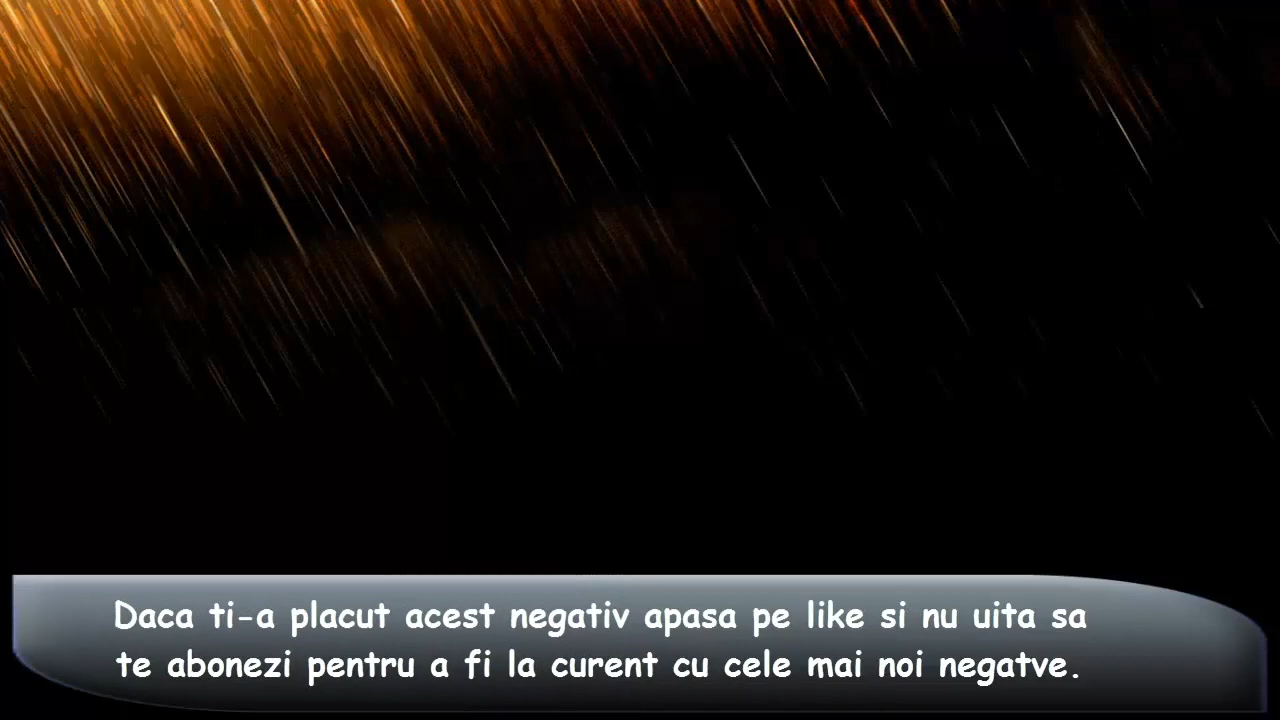 Daca ti-a placut acest negativ apasa pe like si nu uita sa
te abonezi pentru a fi la curent cu cele mai noi negatve.